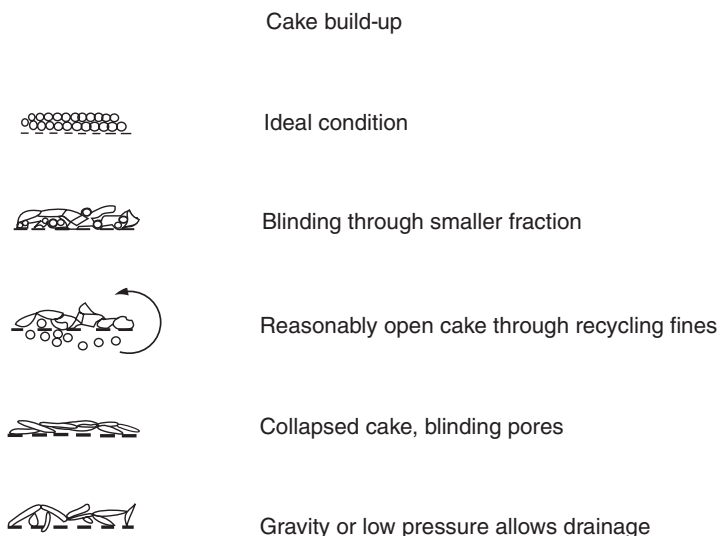 Cake build-up
Ideal condition
Blinding through smaller fraction
Reasonably open cake through recycling fines
Collapsed cake, blinding pores
Gravity or low pressure allows drainage